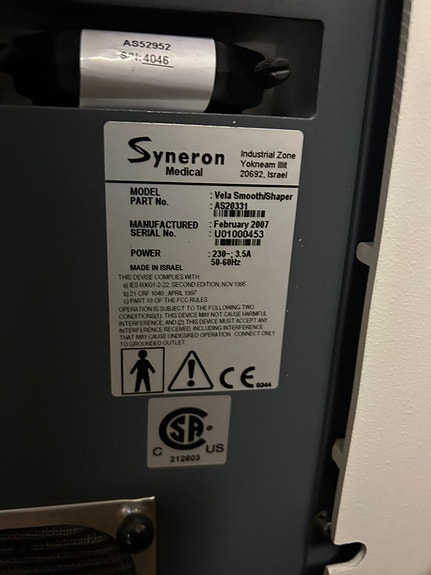 AS52952
S\N:4046
Syneron
Medical
Industrial Zone
Yokneam Illit
20692, Israel
MODEL : Vela Smooth/Shaper
PART No. : AS20331
MANUFACTURED : February 2007
SERIAL No. : U01000453
POWER : 230~; 3.5A
50-60Hz
MADE IN ISRAEL
THIS DEVICE COMPLIES WITH:
a) IES 60601-2-22, SECOND EDITION, NOV 1995
b) 21 CFR 1040., APRIL 1997
c) PART 18 OF THE FCC RULES
OPERATION IS SUBJECT TO THE FOLLOWING TWO
CONDITIONS(1). THIS DEVICE MAY NOT CAUSE HARMFUL
INTERFERENCE, AND (2) THIS DEVICE MUST ACCEPT ANY
INTERFERENCE RECEIVED, INCLUDING INTERFERENCE
THAT MAY CAUSE UNDESIRED OPERATION - CONNECT ONLY
TO GROUNDED OUTLET
CE 0344
CSA
C US
212603